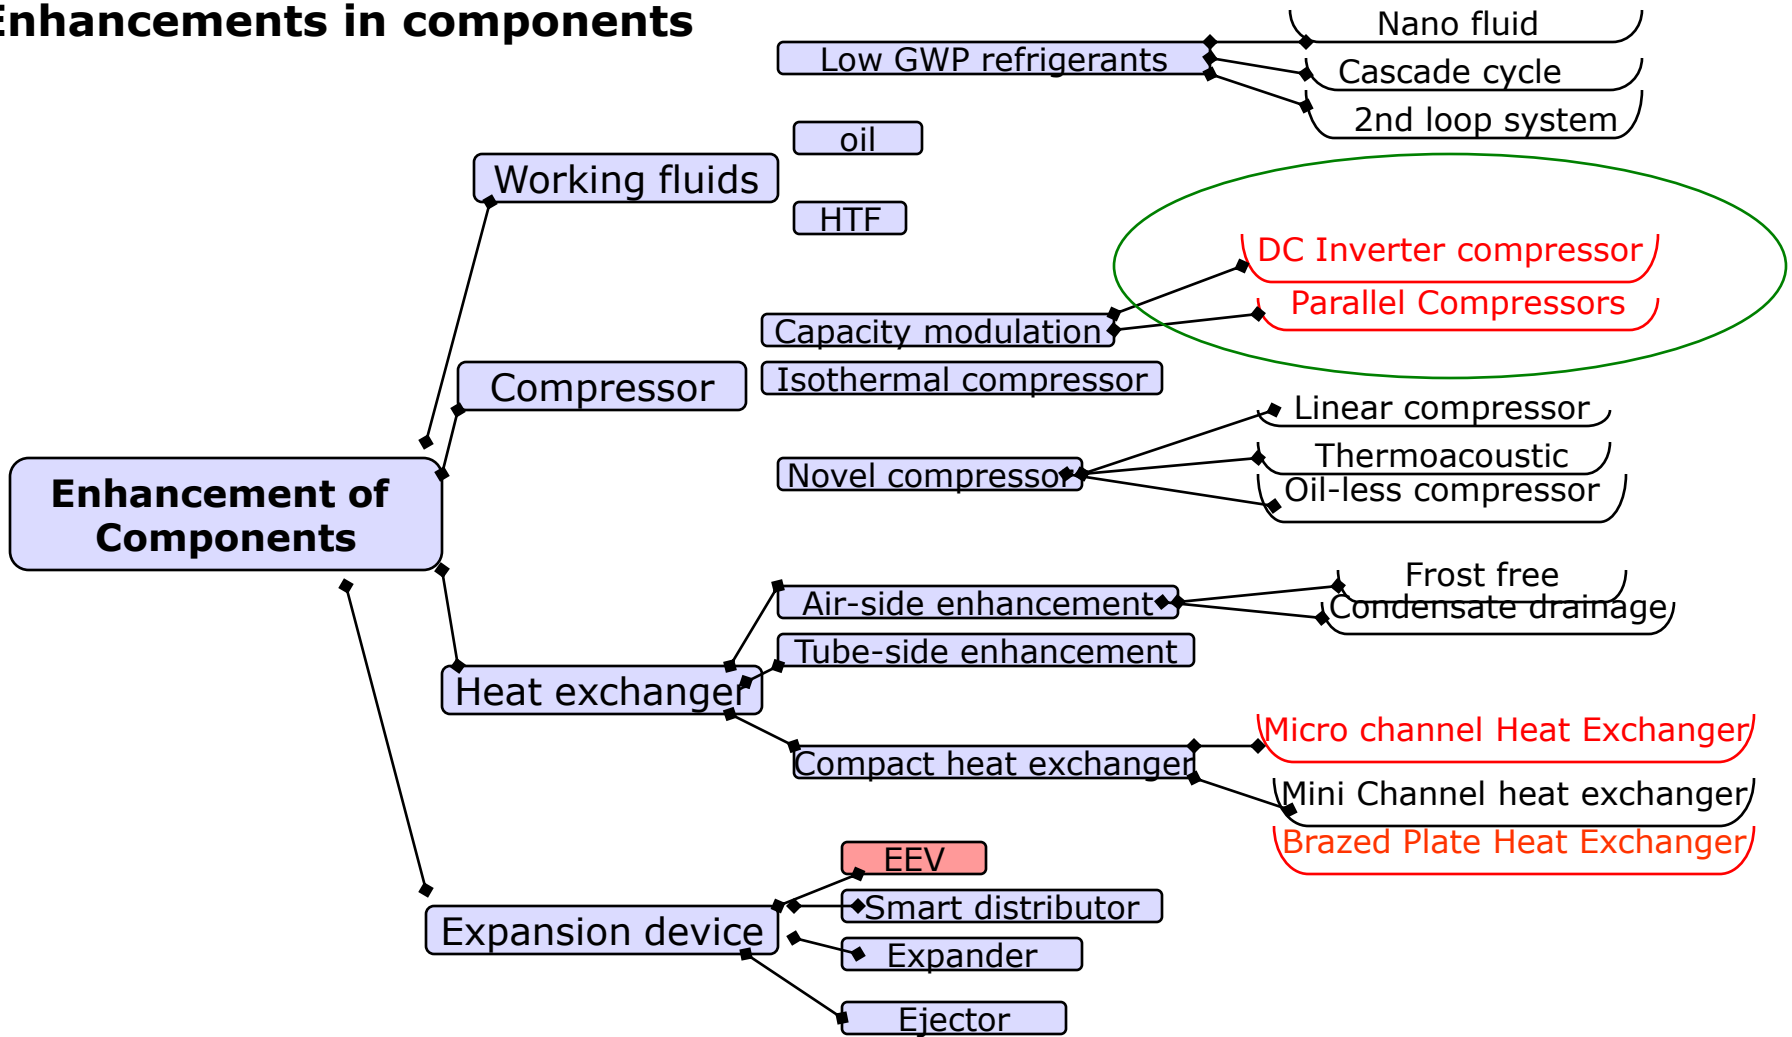 Enhancements in components
Nano fluid
Low GWP refrigerants
Cascade cycle
2nd loop system
oil
Working fluids
HTF
DC Inverter compressor
Parallel Compressors
Capacity modulation
Isothermal compressor
Compressor
Linear compressor
Thermoacoustic
Novel compressor
Oil-less compressor
Enhancement of
Components
Frost free
Air-side enhancement
Condensate drainage
Tube-side enhancement
Heat exchanger
Micro channel Heat Exchanger
Compact heat exchanger
Mini Channel heat exchanger
Brazed Plate Heat Exchanger
EEV
Smart distributor
Expansion device
Expander
Ejector